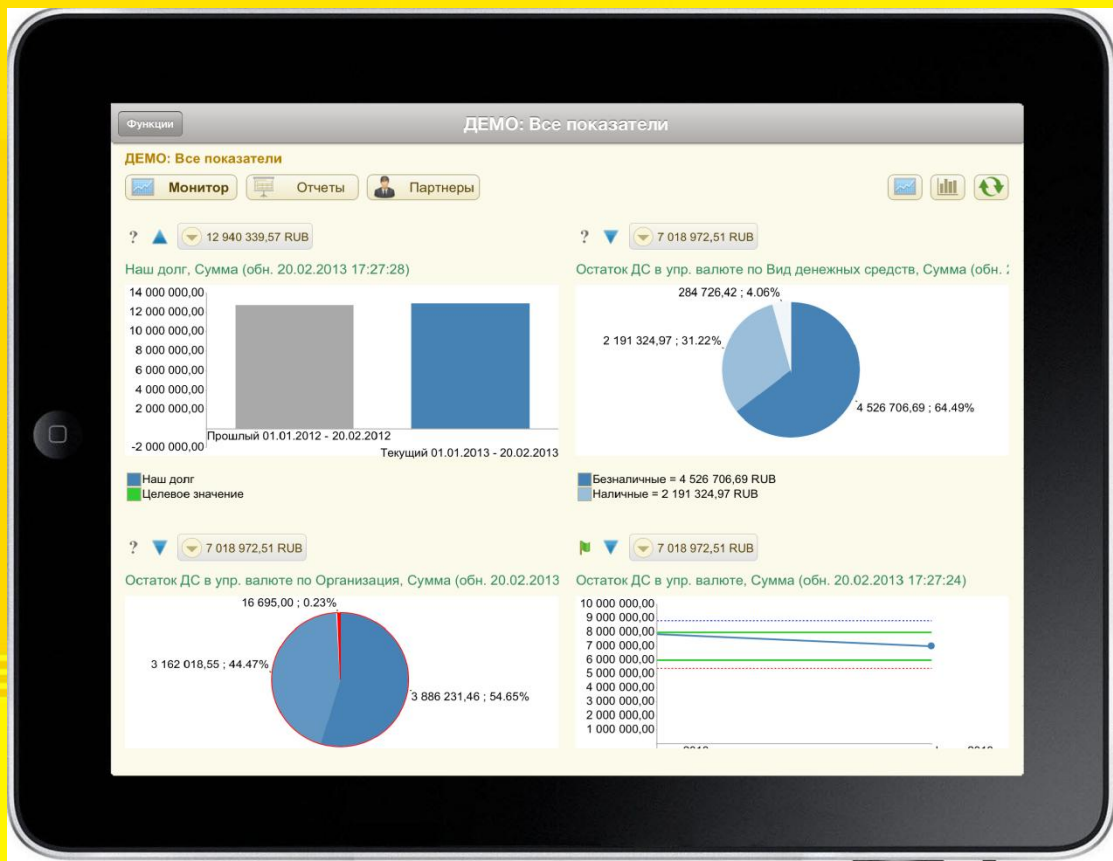 Функции
ДЕМО: Все показатели
ДЕМО: Все показатели
Монитор
Отчеты
Партнеры
? 12 940 339,57 RUB
Наш долг, Сумма (обн. 20.02.2013 17:27:28)
14 000 000,00
12 000 000,00
10 000 000,00
8 000 000,00
6 000 000,00
4 000 000,00
2 000 000,00
-2 000 000,00
Прошлый 01.01.2012 - 20.02.2012
Текущий 01.01.2013 - 20.02.2013
Наш долг
Целевое значение
? 7 018 972,51 RUB
Остаток ДС в упр. валюте по Вид денежных средств, Сумма (обн. 2
284 726,42 ; 4.06%
2 191 324,97 ; 31.22%
4 526 706,69 ; 64.49%
Безналичные = 4 526 706,69 RUB
Наличные = 2 191 324,97 RUB
? 7 018 972,51 RUB
Остаток ДС в упр. валюте по Организация, Сумма (обн. 20.02.2013
16 695,00 ; 0.23%
3 162 018,55 ; 44.47%
3 886 231,46 ; 54.65%
7 018 972,51 RUB
Остаток ДС в упр. валюте, Сумма (обн. 20.02.2013 17:27:24)
10 000 000,00
9 000 000,00
8 000 000,00
7 000 000,00
6 000 000,00
5 000 000,00
4 000 000,00
3 000 000,00
2 000 000,00
1 000 000,00